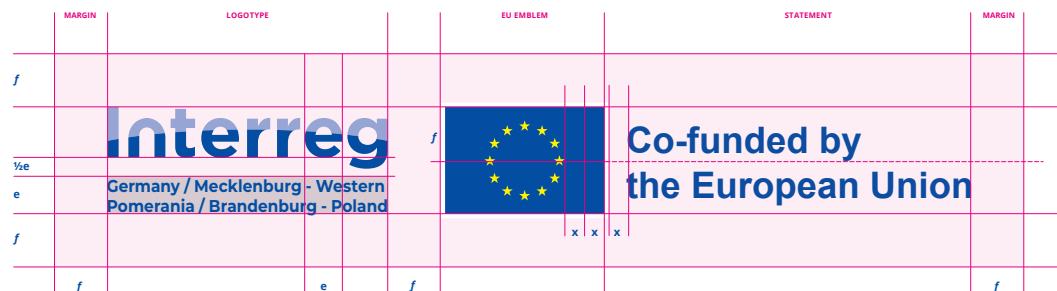 MARGIN LOGOTYPE EU EMBLEM STATEMENT MARGIN
ƒ
Interreg
ƒ
Co-funded by
½e
the European Union
e
Germany / Mecklenburg - Western
Pomerania / Brandenburg - Poland
x x x
ƒ
ƒ e ƒ ƒ